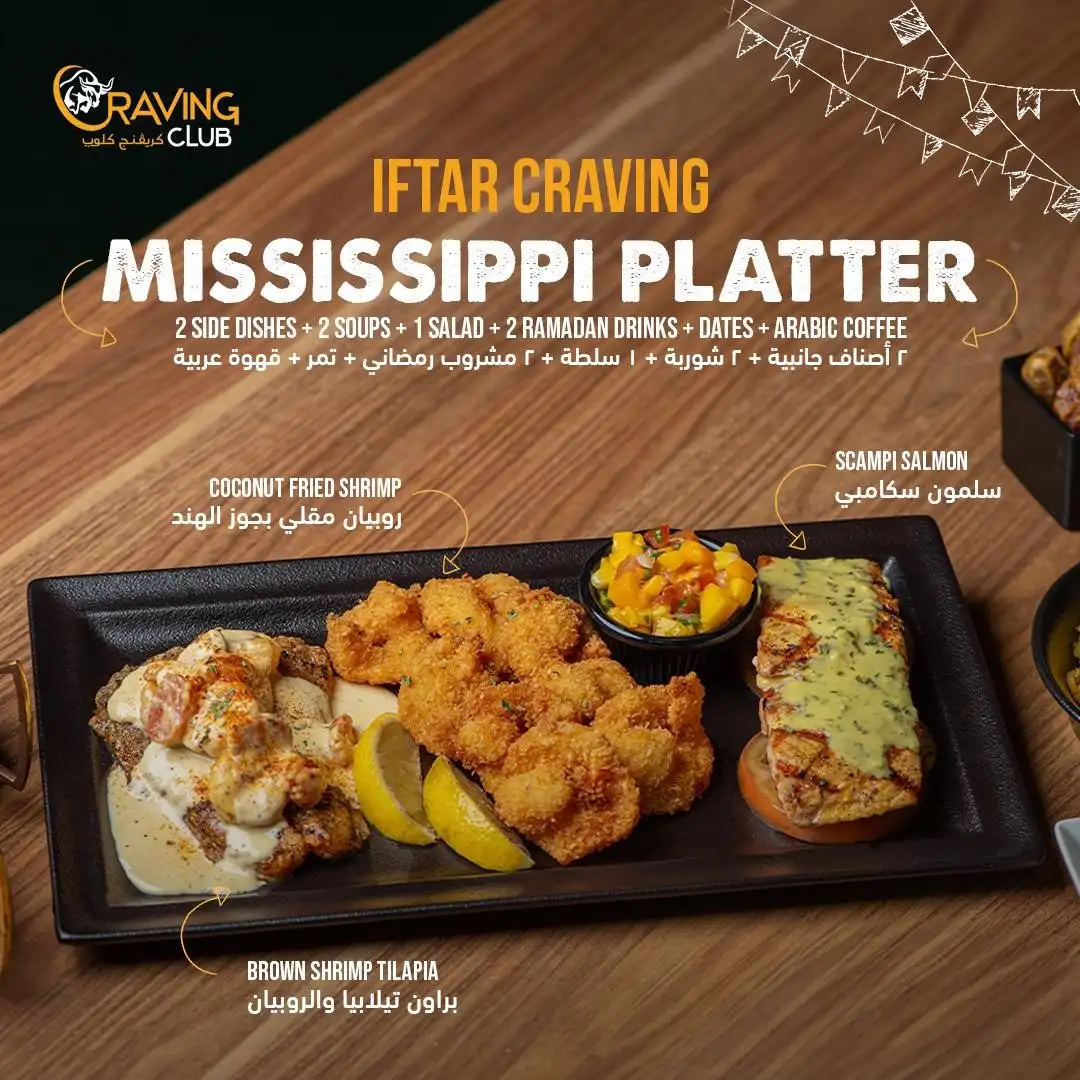 CRAVING
كريڤنج كلوب CLUB
IFTAR CRAVING
MISSISSIPPI PLATTER
2 SIDE DISHES + 2 SOUPS + 1 SALAD + 2 RAMADAN DRINKS + DATES + ARABIC COFFEE
٢ أصناف جانبية + ٢ شوربة + ١ سلطة + ٢ مشروب رمضاني + تمر + قهوة عربية
SCAMPI SALMON
سلمون سكامبي
COCONUT FRIED SHRIMP
روبيان مقلي بجوز الهند
BROWN SHRIMP TILAPIA
براون تيلابيا والروبيان